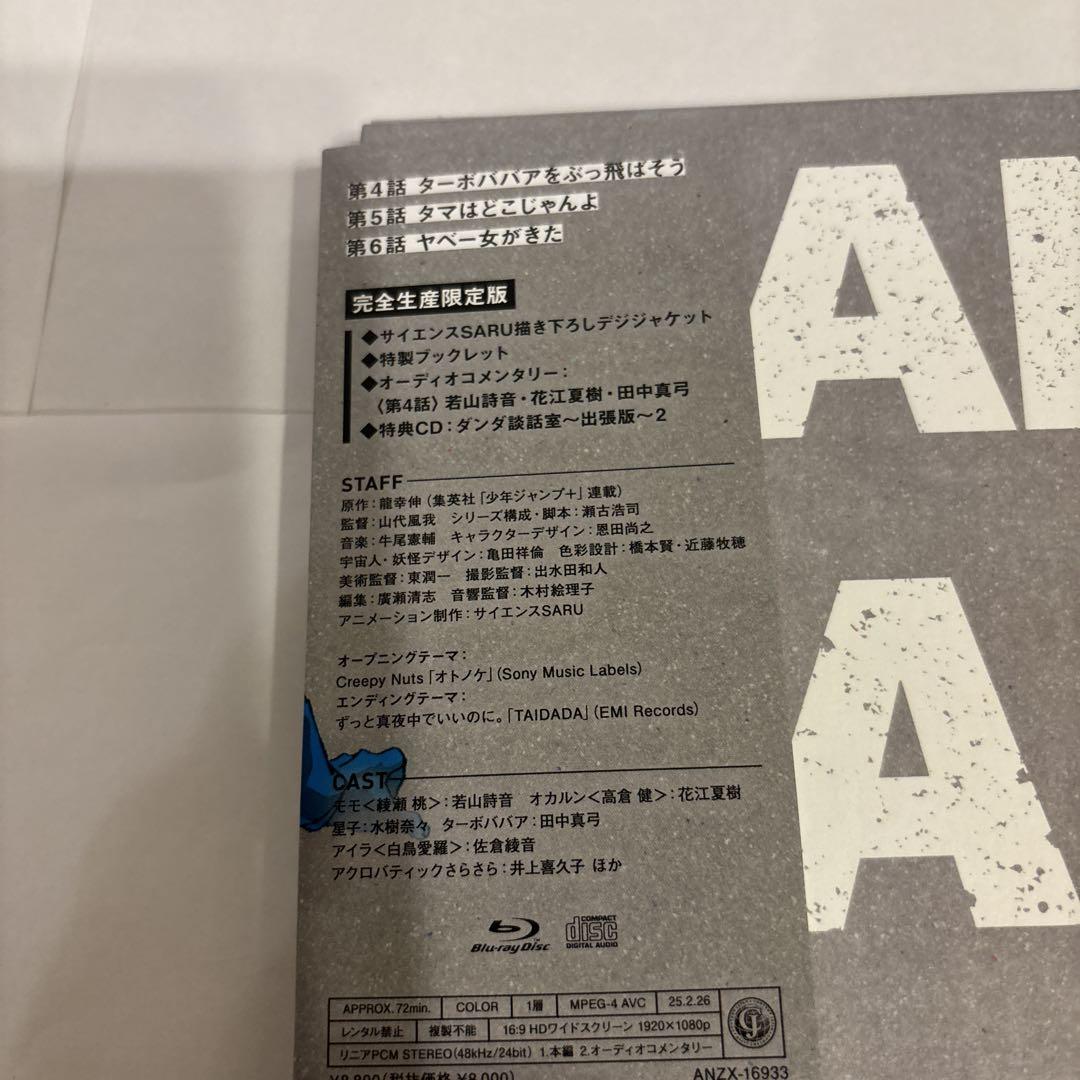 第4話 ターボババアをぶっ飛ばそう
第5話 タマはどこじゃんよ
第6話 ヤベー女がきた
完全生産限定版
◆サイエンスSARU描き下ろしデジジャケット
◆特製ブックレット
◆オーディオコメンタリー：
〈第4話〉若山詩音・花江夏樹・田中真弓
◆特典CD：ダンダ談話室～出張版～2
STAFF
原作：龍幸伸（集英社「少年ジャンプ＋」連載）
監督：山代風我 シリーズ構成・脚本：瀬古浩司
音楽：牛尾憲輔 キャラクターデザイン：恩田尚之
宇宙人・妖怪デザイン：亀田祥倫 色彩設計：橋本賢・近藤牧穂
美術監督：東潤一 撮影監督：出水田和人
編集：廣瀬清志 音響監督：木村絵理子
アニメーション制作：サイエンスSARU
オープニングテーマ：
Creepy Nuts「オトノケ」（Sony Music Labels）
エンディングテーマ：
ずっと真夜中でいいのに。「TAIDADA」（EMI Records）
CAST
モモ＜綾瀬 桃＞：若山詩音 オカルン＜高倉 健＞：花江夏樹
星子：水樹奈々 ターボババア：田中真弓
アイラ＜白鳥愛羅＞：佐倉綾音
アクロバティックさらさら：井上喜久子 ほか
Blu-ray Disc
COMPACT
disc
DIGITAL AUDIO
APPROX. 72min. COLOR 1層 MPEG-4 AVC 25.2.26
レンタル禁止 複製不能 16:9 HDワイドスクリーン 1920×1080p
リニアPCM STEREO（48kHz/24bit） 1.本編 2.オーディオコメンタリー
¥8,800（税抜価格 ¥8,000） ANZX-16933
A
A